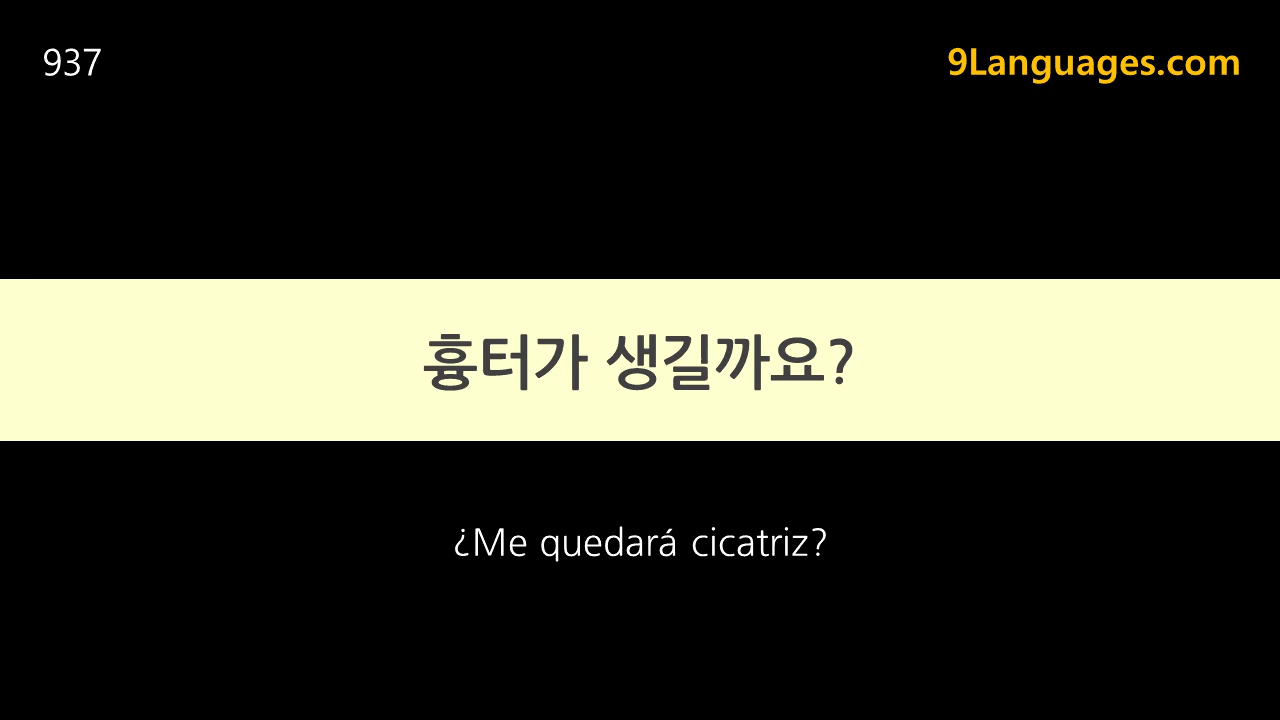 937
9Languages.com
흉터가 생길까요?
¿Me quedará cicatriz?